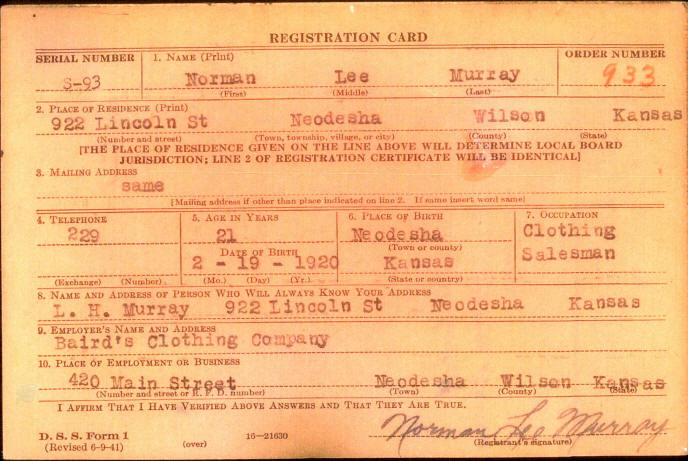 REGISTRATION CARD
SERIAL NUMBER 1. NAME (Print) ORDER NUMBER
S-93 Norman Lee Murray 933
(First) (Middle) (Last)
2. PLACE OF RESIDENCE (Print)
922 Lincoln St Neodesha Wilson Kansas
(Number and street) (Town, township, village, or city) (County) (State)
[THE PLACE OF RESIDENCE GIVEN ON THE LINE ABOVE WILL DETERMINE LOCAL BOARD
JURISDICTION; LINE 2 OF REGISTRATION CERTIFICATE WILL BE IDENTICAL]
3. MAILING ADDRESS
same
[Mailing address if other than place indicated on line 2. If same insert word same]
4. TELEPHONE 5. AGE IN YEARS 6. PLACE OF BIRTH 7. OCCUPATION
229 21 Neodesha Clothing
DATE OF BIRTH (Town or county) Salesman
2 - 19 - 1920 Kansas
(Exchange) (Number) (Mo.) (Day) (Yr.) (State or country)
8. NAME AND ADDRESS OF PERSON WHO WILL ALWAYS KNOW YOUR ADDRESS
L. H. Murray 922 Lincoln St Neodesha Kansas
9. EMPLOYER'S NAME AND ADDRESS
Baird's Clothing Company
10. PLACE OF EMPLOYMENT OR BUSINESS
420 Main Street Neodesha Wilson Kansas
(Number and street or R. F. D. number) (Town) (County) (State)
I AFFIRM THAT I HAVE VERIFIED ABOVE ANSWERS AND THAT THEY ARE TRUE.
D. S. S. Form 1 Norman Lee Murray
(Revised 6-9-41) (over) 16—21630 (Registrant's signature)